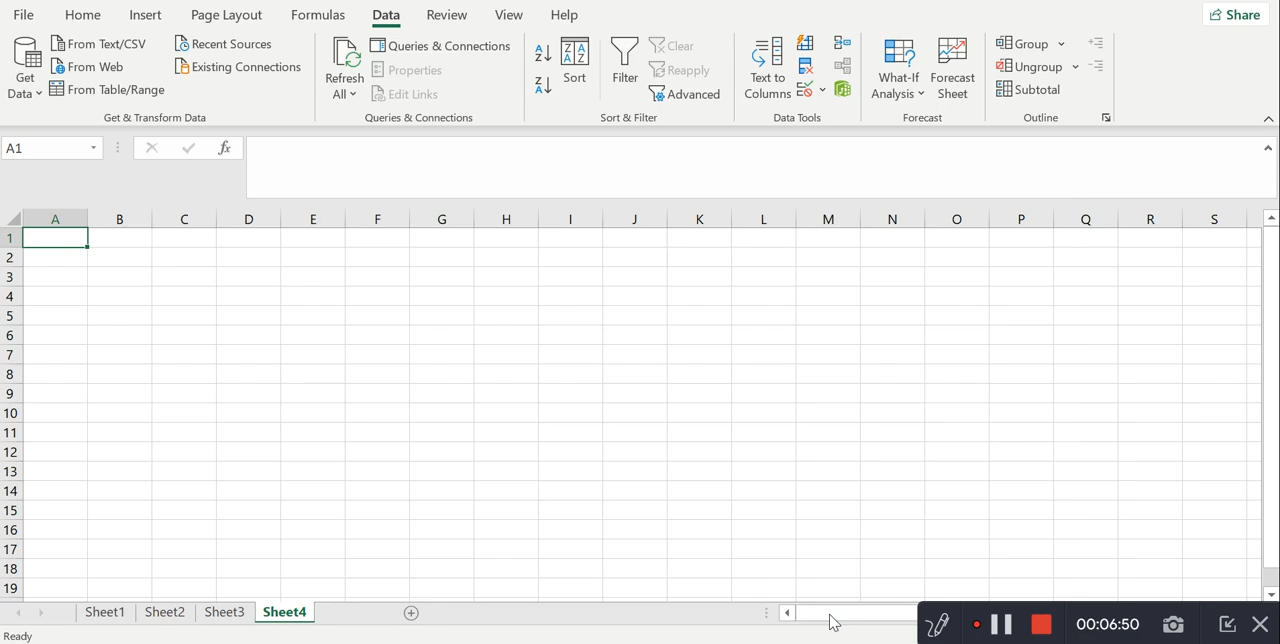 File Home Insert Page Layout Formulas Data Review View Help Share
Get Data
From Text/CSV
From Web
From Table/Range
Recent Sources
Existing Connections
Get & Transform Data
Refresh All
Queries & Connections
Properties
Edit Links
Queries & Connections
A
Z
Z
A
Z A
A Z
Sort
Filter
Clear
Reapply
Advanced
Sort & Filter
Text to Columns
Data Tools
What-If Analysis
Forecast Sheet
Forecast
Group
Ungroup
Subtotal
Outline
A1 fx
A B C D E F G H I J K L M N O P Q R S
1
2
3
4
5
6
7
8
9
10
11
12
13
14
15
16
17
18
19
Sheet1 Sheet2 Sheet3 Sheet4
00:06:50
Ready